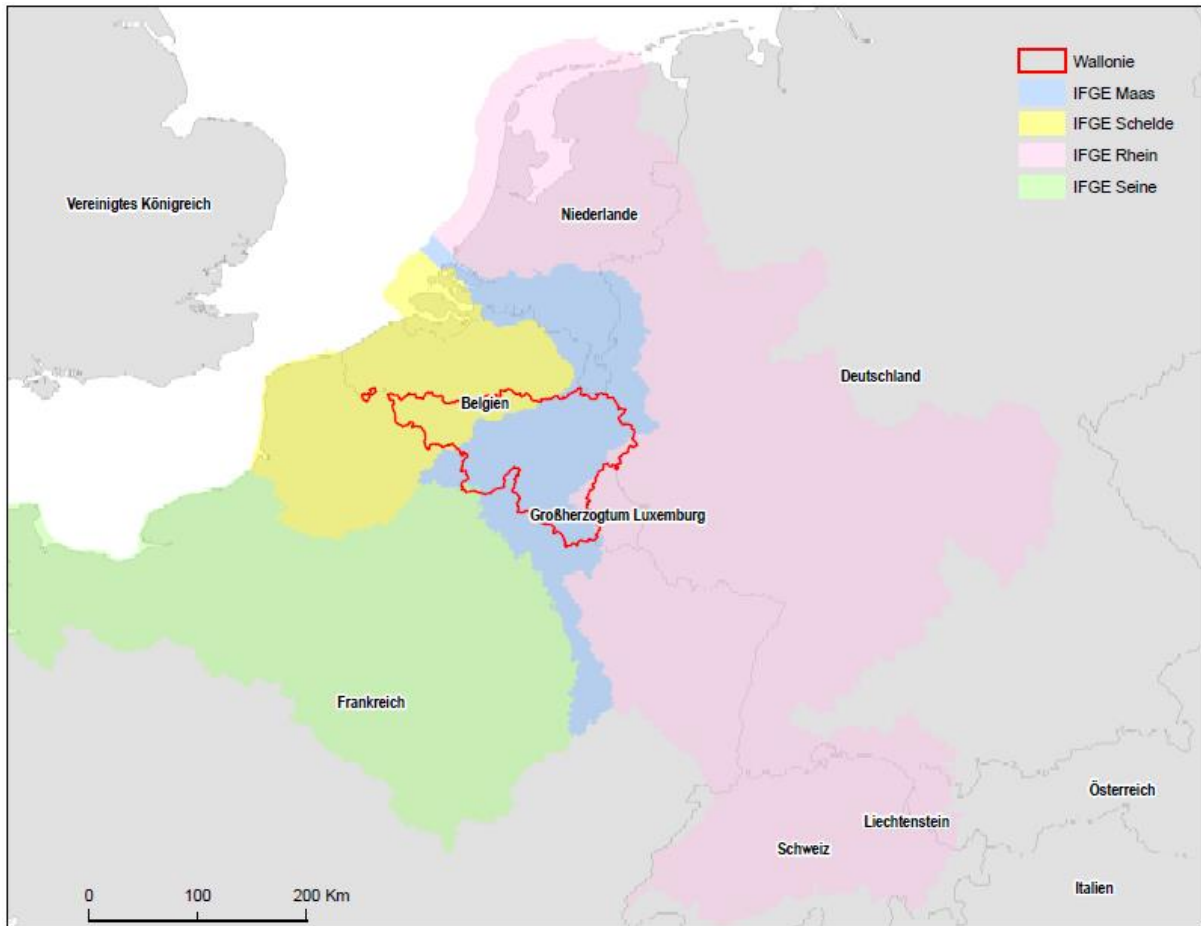 Wallonie
IFGE Maas
IFGE Schelde
IFGE Rhein
IFGE Seine
Vereinigtes Königreich
Niederlande
Deutschland
Belgien
Großherzogtum Luxemburg
Frankreich
Österreich
Liechtenstein
Schweiz
Italien
0 100 200 Km